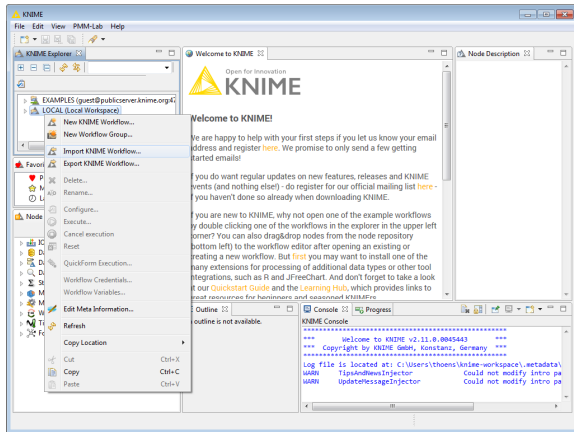 KNIME
File Edit View PMM-Lab Help
KNIME Explorer
Welcome to KNIME
Node Description
EXAMPLES (guest@publicserver.knime.org:47
LOCAL (Local Workspace)
New KNIME Workflow...
New Workflow Group...
Import KNIME Workflow...
Export KNIME Workflow...
Delete...
Rename...
Configure...
Execute...
Cancel execution
Reset
QuickForm Execution...
Workflow Credentials...
Workflow Variables...
Edit Meta Information...
Refresh
Copy Location
Cut Ctrl+X
Copy Ctrl+C
Paste Ctrl+V
Favori
Node
Open for Innovation
KNIME
Welcome to KNIME!
We are happy to help with your first steps if you let us know your email
address and register here. We promise to only send a few getting
started emails!
if you do want regular updates on new features, releases and KNIME
events (and nothing else!) - do register for our official mailing list here -
if you haven't done so already when downloading KNIME.
If you are new to KNIME, why not open one of the example workflows
by double clicking one of the workflows in the explorer in the upper left
corner? You can also drag&drop nodes from the node repository
(bottom left) to the workflow editor after opening an existing or
creating a new workflow. But first you may want to install one of the
many extensions for processing of additional data types or other tool
integrations, such as R and JFreeChart. And don't forget to take a look
at our Quickstart Guide and the Learning Hub, which provides links to
great resources for beginners and seasoned KNIMErs
Outline
n outline is not available.
Console
Progress
KNIME Console
***************************************************
*** Welcome to KNIME v2.11.0.0045443 ***
*** Copyright by KNIME GmbH, Konstanz, Germany ***
***************************************************
Log file is located at: C:\Users\thoens\knime-workspace\.metadata\
WARN TipsAndNewsInjector Could not modify intro pa
WARN UpdateMessageInjector Could not modify intro pa